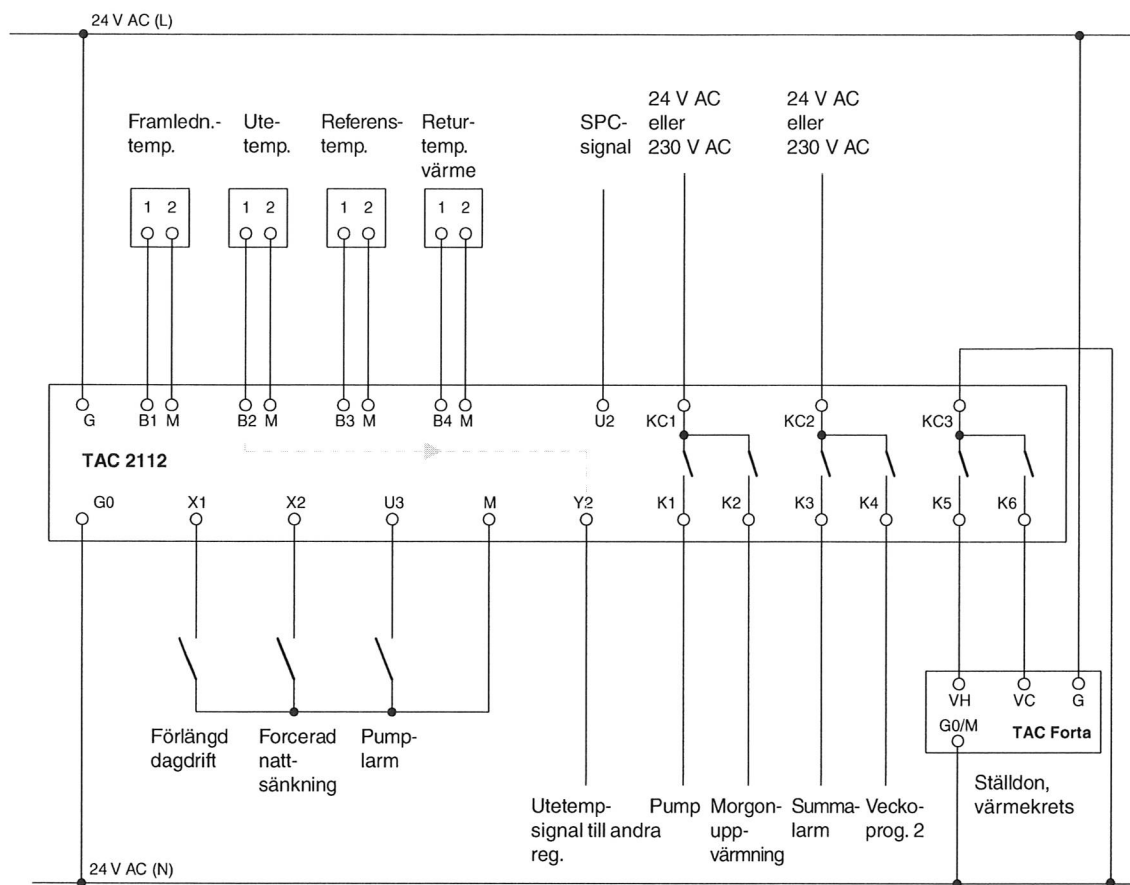 24 V AC (L)
Framledn.-
temp.
Ute-
temp.
Referens-
temp.
Retur-
temp.
värme
SPC-
signal
24 V AC
eller
230 V AC
24 V AC
eller
230 V AC
1 2
1 2
1 2
1 2
G B1 M B2 M B3 M B4 M U2 KC1 KC2 KC3
TAC 2112
G0 X1 X2 U3 M Y2 K1 K2 K3 K4 K5 K6
VH VC G
G0/M TAC Forta
Förlängd
dagdrift
Forcerad
natt-
sänkning
Pump-
larm
Ställdon,
värmekrets
Utetemp-
signal till andra
reg.
Pump
Morgon-
upp-
värmning
Summa-
larm
Vecko-
prog. 2
24 V AC (N)